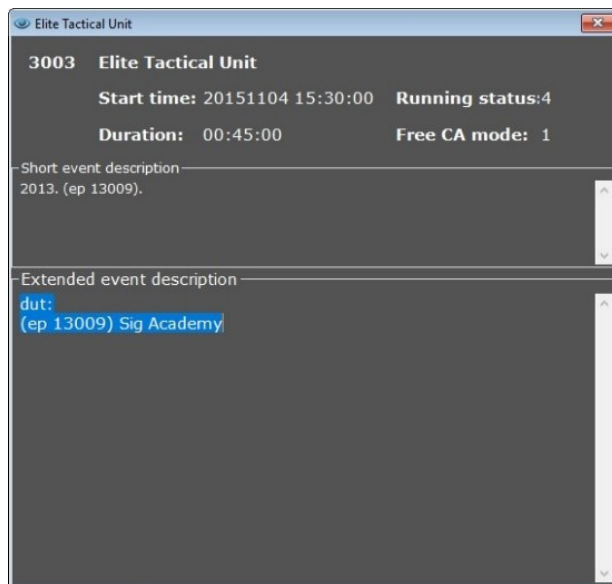 Elite Tactical Unit
3003 Elite Tactical Unit
Start time: 20151104 15:30:00 Running status:4
Duration: 00:45:00 Free CA mode: 1
Short event description
2013. (ep 13009).
Extended event description
dut:
(ep 13009) Sig Academy